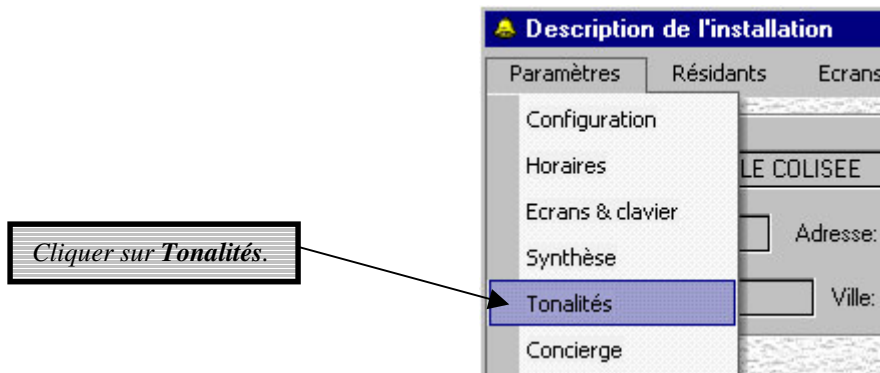 Description de l'installation
Paramètres Résidants Ecrans
Configuration
Horaires LE COLISEE
Ecrans & clavier Adresse:
Cliquer sur Tonalités.
Synthèse
Tonalités Ville:
Concierge